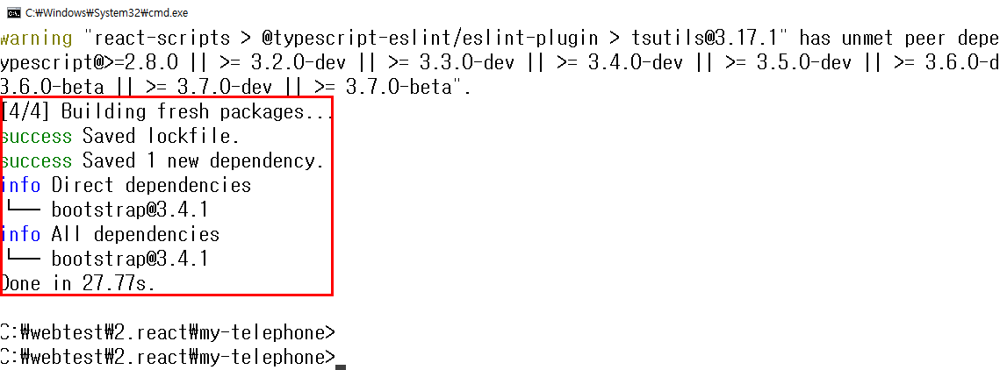 C:₩Windows₩System32₩cmd.exe
warning "react-scripts > @typescript-eslint/eslint-plugin > tsutils@3.17.1" has unmet peer depe
ypescript@>=2.8.0 || >= 3.2.0-dev || >= 3.3.0-dev || >= 3.4.0-dev || >= 3.5.0-dev || >= 3.6.0-d
3.6.0-beta || >= 3.7.0-dev || >= 3.7.0-beta".
[4/4] Building fresh packages...
success Saved lockfile.
success Saved 1 new dependency.
info Direct dependencies
└── bootstrap@3.4.1
info All dependencies
└── bootstrap@3.4.1
Done in 27.77s.
C:₩webtest₩2.react₩my-telephone>
C:₩webtest₩2.react₩my-telephone>_